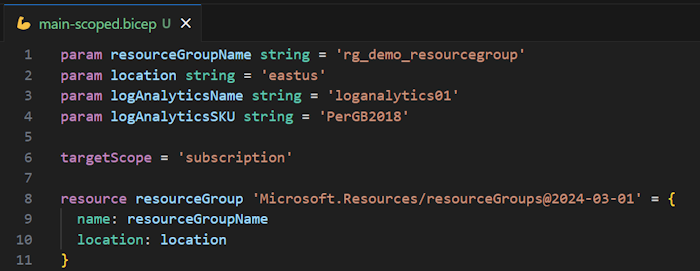 main-scoped.bicep U ×
1 param resourceGroupName string = 'rg_demo_resourcegroup'
2 param location string = 'eastus'
3 param logAnalyticsName string = 'loganalytics01'
4 param logAnalyticsSKU string = 'PerGB2018'
5
6 targetScope = 'subscription'
7
8 resource resourceGroup 'Microsoft.Resources/resourceGroups@2024-03-01' = {
9   name: resourceGroupName
10   location: location
11 }